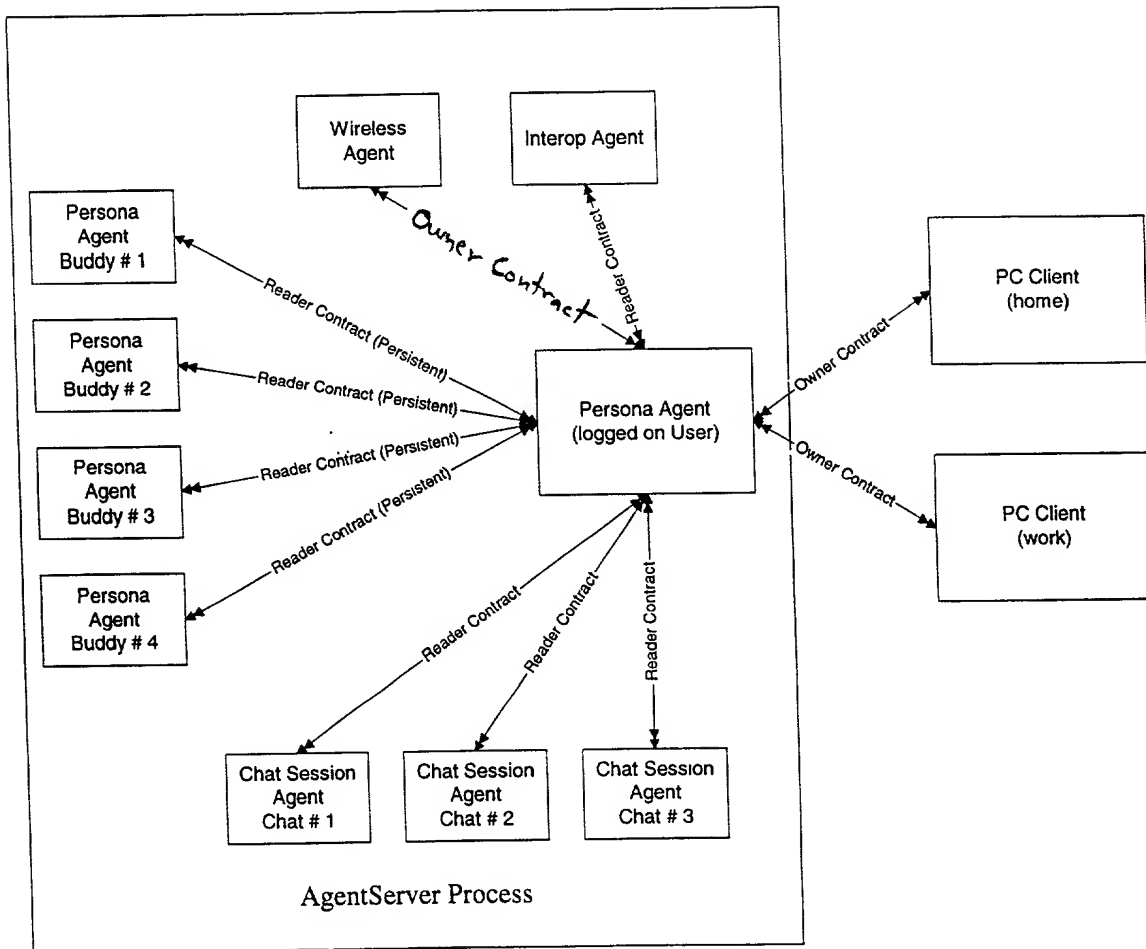 Wireless
Agent
Interop Agent
Owner Contract
Reader Contract
Persona
Agent
Buddy # 1
Reader Contract (Persistent)
Persona
Agent
Buddy # 2
Reader Contract (Persistent)
Persona
Agent
Buddy # 3
Reader Contract (Persistent)
Persona
Agent
Buddy # 4
Reader Contract (Persistent)
Persona Agent
(logged on User)
Owner Contract
PC Client
(home)
Owner Contract
PC Client
(work)
Reader Contract
Reader Contract
Reader Contract
Chat Session
Agent
Chat # 1
Chat Session
Agent
Chat # 2
Chat Session
Agent
Chat # 3
AgentServer Process